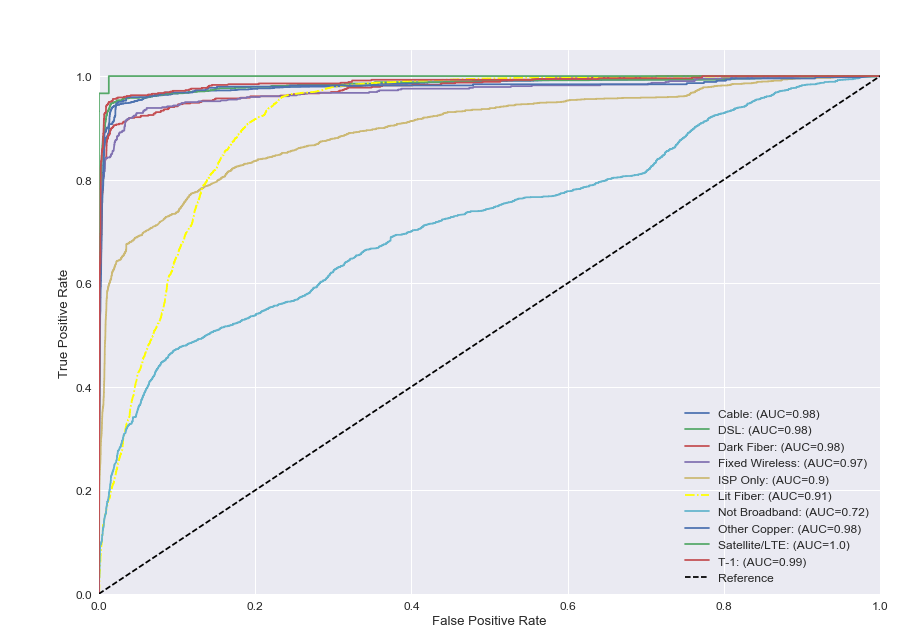 1.0
0.8
0.6
0.4
0.2
0.0
True Positive Rate
Cable: (AUC=0.98)
DSL: (AUC=0.98)
Dark Fiber: (AUC=0.98)
Fixed Wireless: (AUC=0.97)
ISP Only: (AUC=0.9)
Lit Fiber: (AUC=0.91)
Not Broadband: (AUC=0.72)
Other Copper: (AUC=0.98)
Satellite/LTE: (AUC=1.0)
T-1: (AUC=0.99)
Reference
0.0 0.2 0.4 0.6 0.8 1.0
False Positive Rate